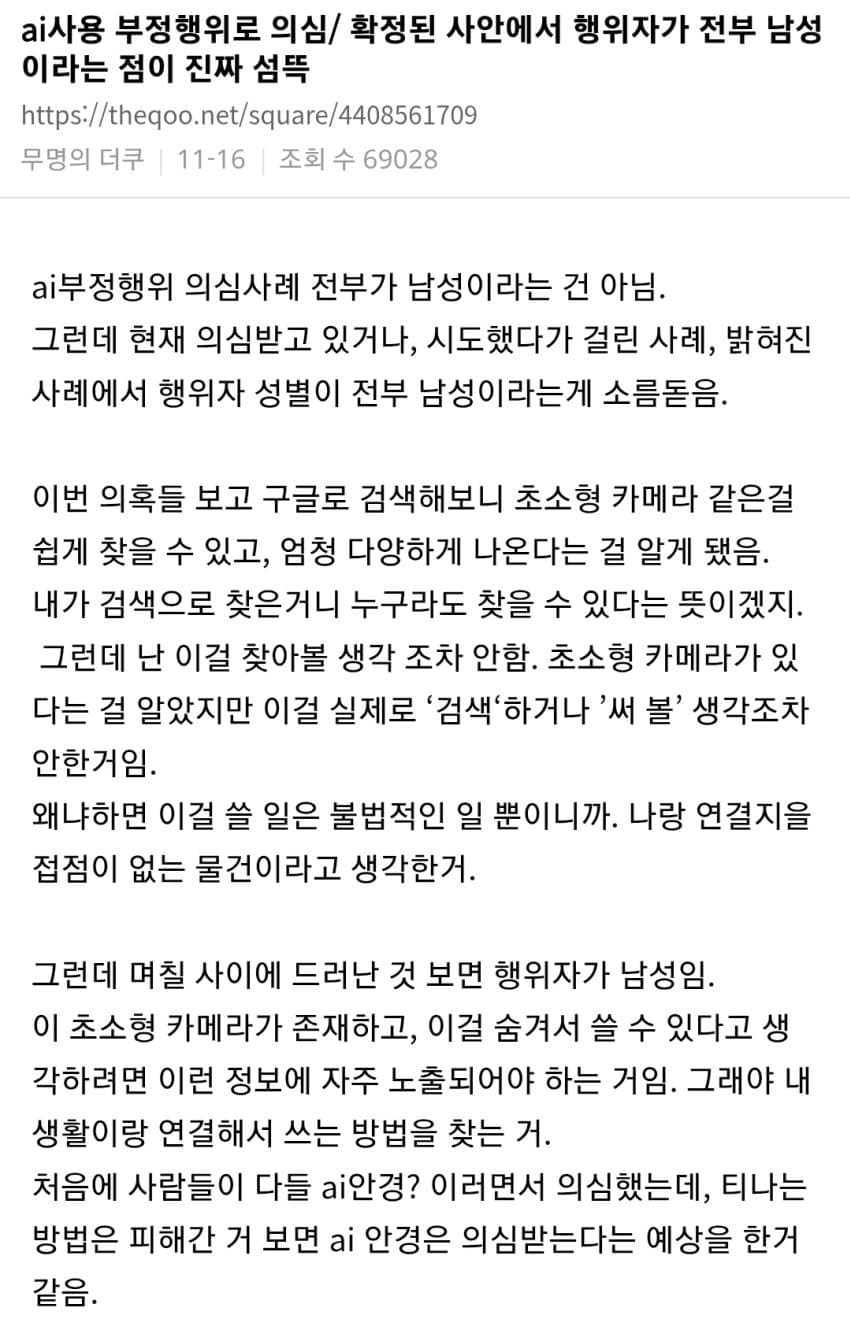 ai사용 부정행위로 의심/ 확정된 사안에서 행위자가 전부 남성
이라는 점이 진짜 섬뜩
https://theqoo.net/square/4408561709
무명의 더쿠 | 11-16 | 조회 수 69028
ai부정행위 의심사례 전부가 남성이라는 건 아님.
그런데 현재 의심받고 있거나, 시도했다가 걸린 사례, 밝혀진
사례에서 행위자 성별이 전부 남성이라는게 소름돋음.
이번 의혹들 보고 구글로 검색해보니 초소형 카메라 같은걸
쉽게 찾을 수 있고, 엄청 다양하게 나온다는 걸 알게 됐음.
내가 검색으로 찾은거니 누구라도 찾을 수 있다는 뜻이겠지.
그런데 난 이걸 찾아볼 생각 조차 안함. 초소형 카메라가 있
다는 걸 알았지만 이걸 실제로 ‘검색‘하거나 ’써 볼’ 생각조차
안한거임.
왜냐하면 이걸 쓸 일은 불법적인 일 뿐이니까. 나랑 연결지을
접점이 없는 물건이라고 생각한거.
그런데 며칠 사이에 드러난 것 보면 행위자가 남성임.
이 초소형 카메라가 존재하고, 이걸 숨겨서 쓸 수 있다고 생
각하려면 이런 정보에 자주 노출되어야 하는 거임. 그래야 내
생활이랑 연결해서 쓰는 방법을 찾는 거.
처음에 사람들이 다들 ai안경? 이러면서 의심했는데, 티나는
방법은 피해간 거 보면 ai 안경은 의심받는다는 예상을 한거
같음.